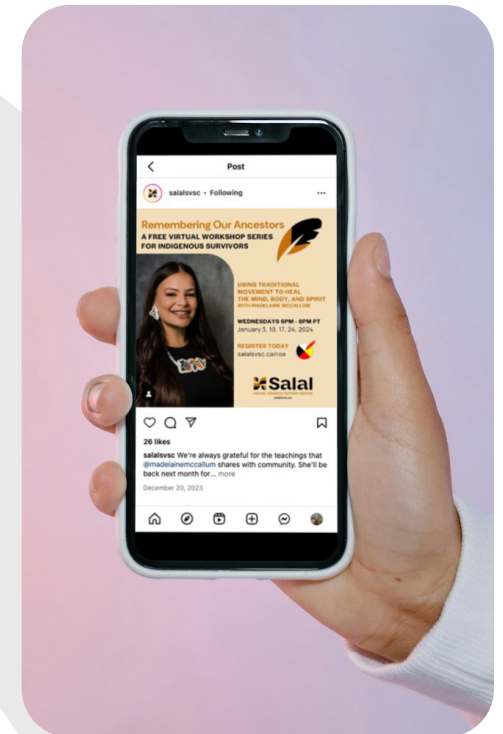 Post
salalsvsc • Following
Remembering Our Ancestors
A FREE VIRTUAL WORKSHOP SERIES
FOR INDIGENOUS SURVIVORS
USING TRADITIONAL
MOVEMENT TO HEAL
THE MIND, BODY, AND SPIRIT
WITH MADELAINE MCCALLUM
WEDNESDAYS 6PM - 8PM PT
January 3, 10, 17, 24, 2024
REGISTER TODAY
salalsvsc.ca/roa
Salal
26 likes
salalsvsc We're always grateful for the teachings that
@madelainemccallum shares with community. She'll be
back next month for... more
December 20, 2023